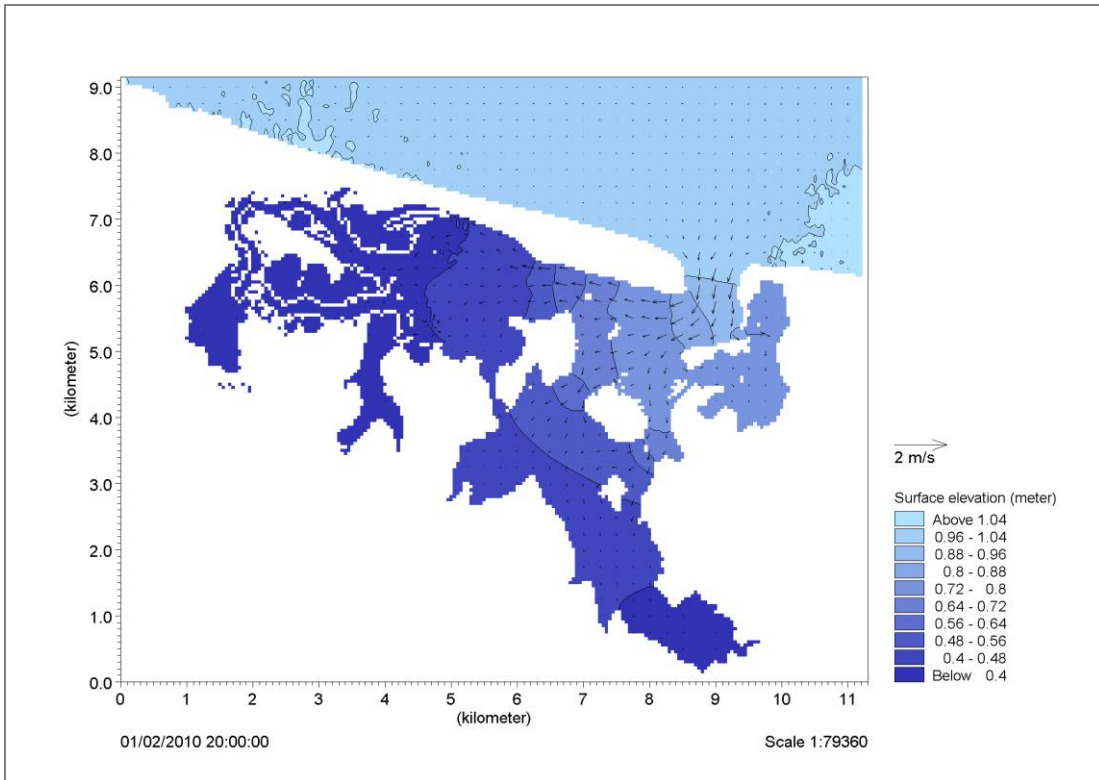 9.0
8.0
7.0
6.0
5.0
4.0
3.0
2.0
1.0
0.0
(kilometer)
0 1 2 3 4 5 6 7 8 9 10 11
(kilometer)
01/02/2010 20:00:00
Scale 1:79360
2 m/s
Surface elevation (meter)
Above 1.04
0.96 - 1.04
0.88 - 0.96
0.8 - 0.88
0.72 - 0.8
0.64 - 0.72
0.56 - 0.64
0.48 - 0.56
0.4 - 0.48
Below 0.4